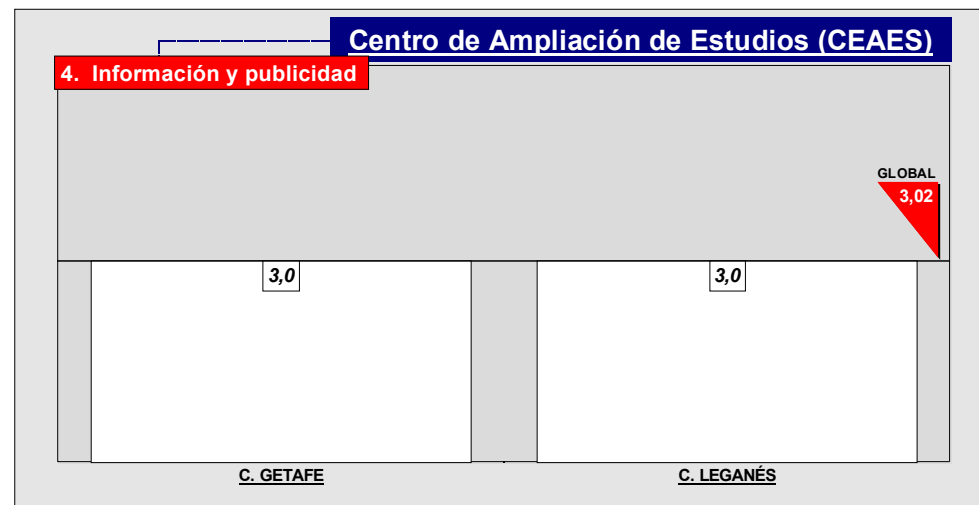 Centro de Ampliación de Estudios (CEAES)
4. Información y publicidad
GLOBAL
3,02
3,0
3,0
C. GETAFE
C. LEGANÉS